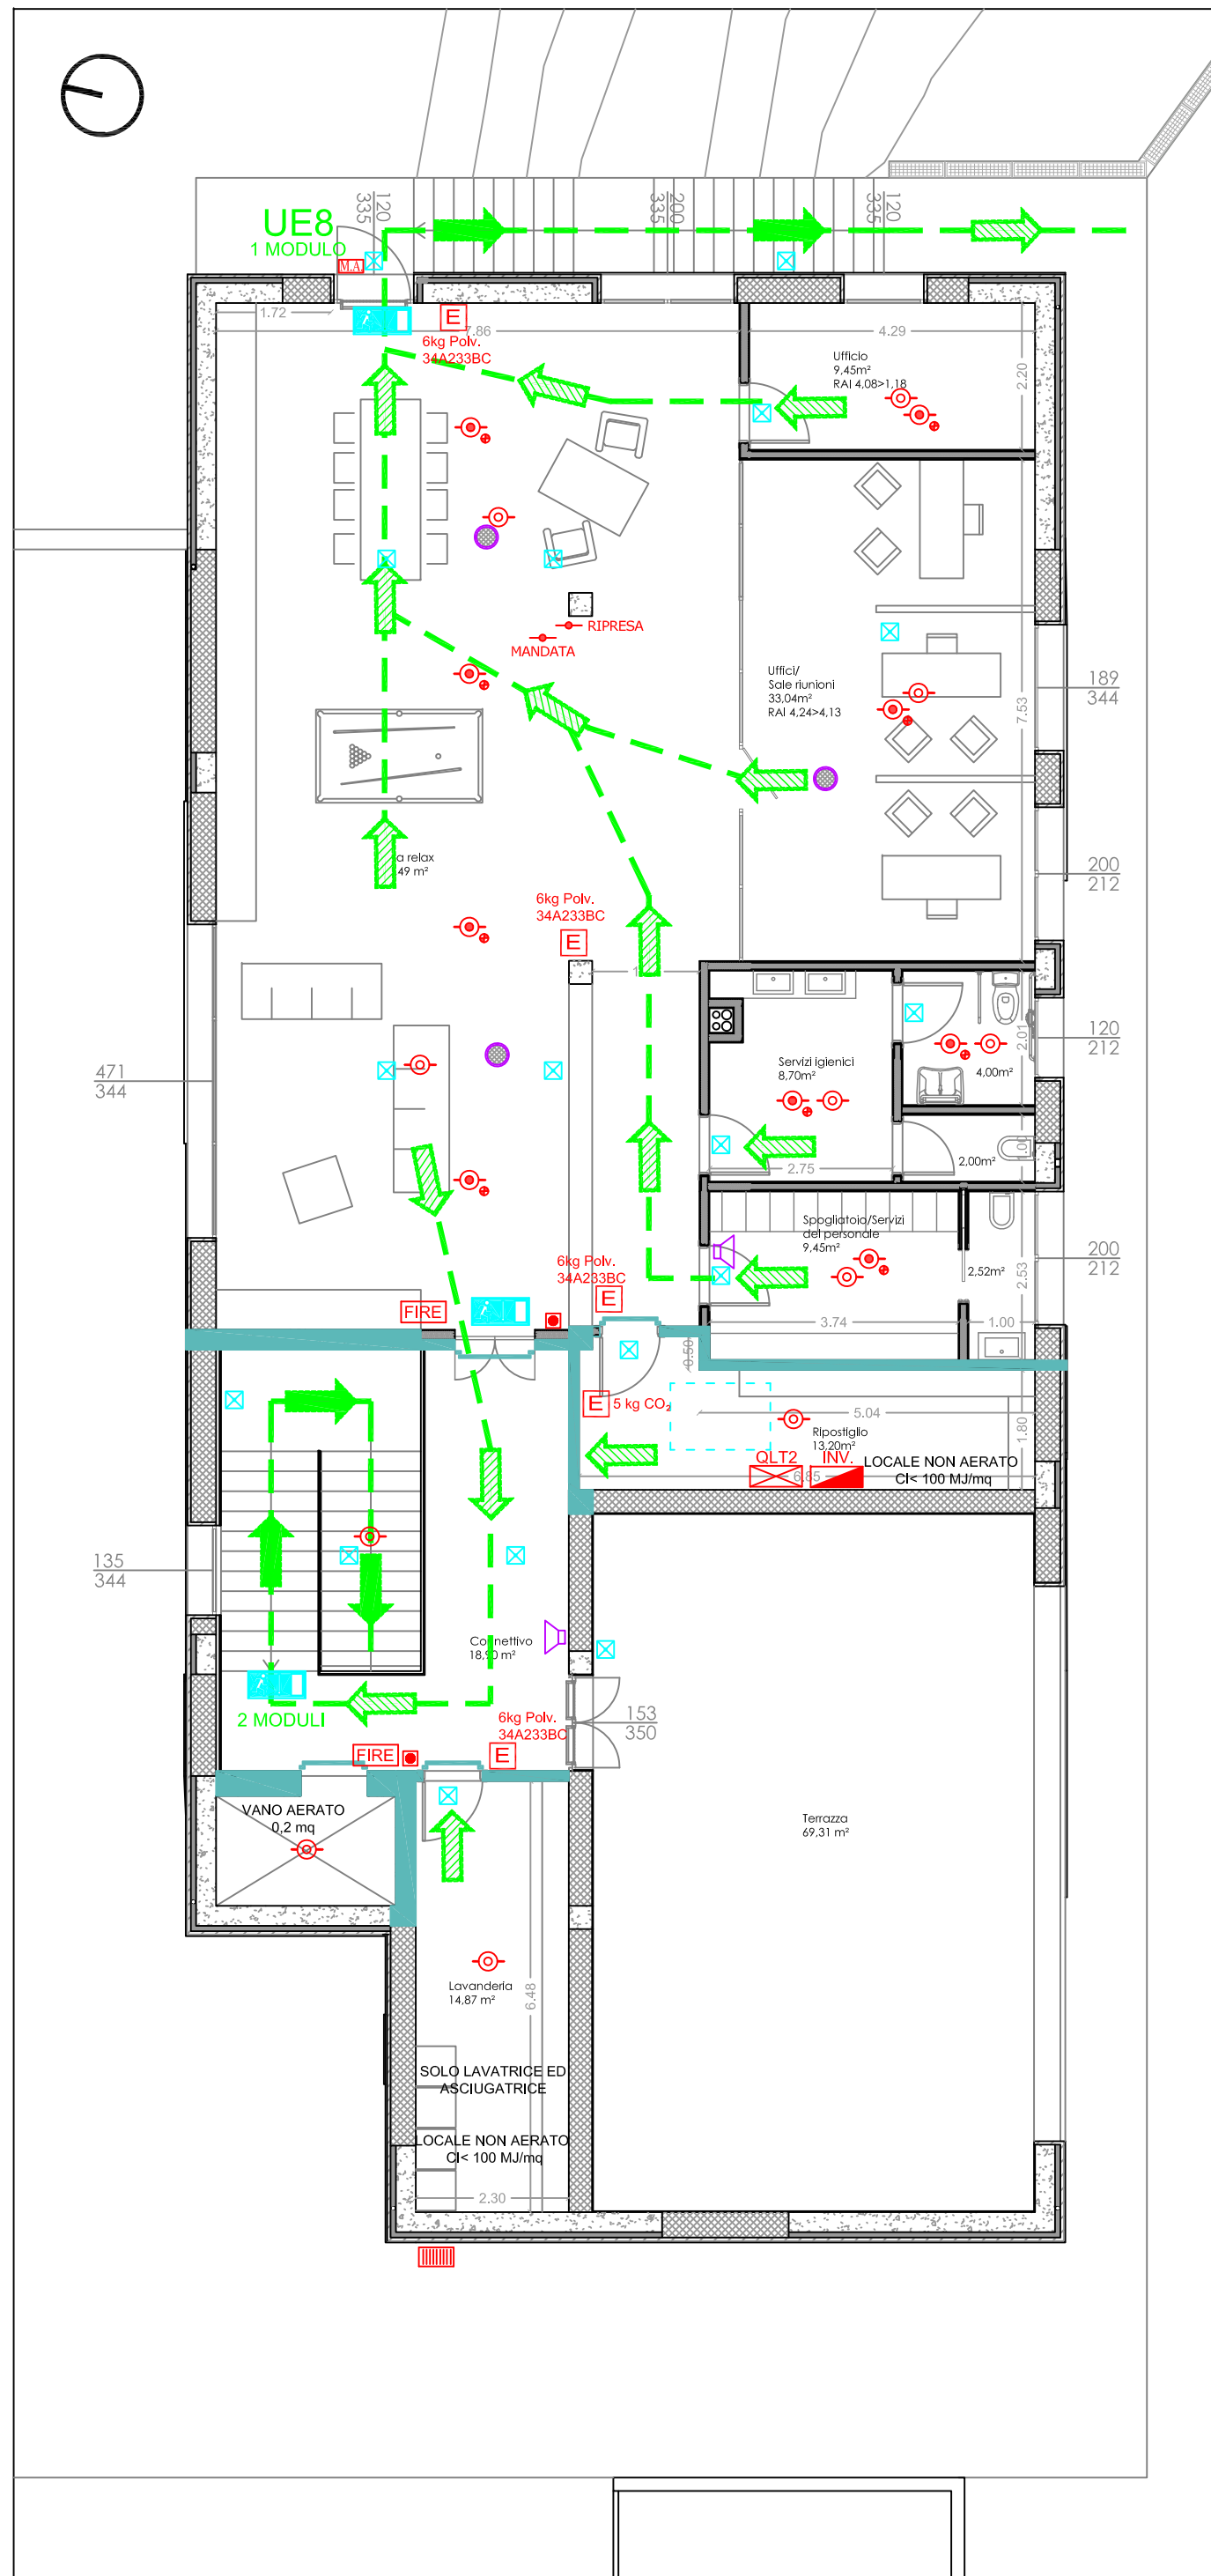 120
335
200
335
120
335
UE8
1 MODULO
M.A.
1.72
E
6kg Polv.
34A233BC
7.86
4.29
Ufficio
9,45m²
RAI 4,08>1,18
2.20
RIPRESA
MANDATA
Uffici/
Sale riunioni
33,04m²
RAI 4,24>4,13
7.53
189
344
a relax
49 m²
200
212
6kg Polv.
34A233BC
E
Servizi igienici
8,70m²
2.01
4,00m²
120
212
471
344
2.75
2,00m²
1.00
Spogliatoio/Servizi
del personale
9,45m²
2,52m²
2.53
200
212
6kg Polv.
34A233BC
E
FIRE
3.74
1.00
0.50
E
5 kg CO₂
5.04
Ripostiglio
13,20m²
1.80
QLT2
INV.
LOCALE NON AERATO
CI< 100 MJ/mq
6.85
135
344
Connettivo
18,90 m²
2 MODULI
6kg Polv.
34A233BC
E
153
350
FIRE
VANO AERATO
0,2 mq
Terrazza
69,31 m²
Lavanderia
14,87 m²
6.48
SOLO LAVATRICE ED
ASCIUGATRICE
LOCALE NON AERATO
CI< 100 MJ/mq
2.30